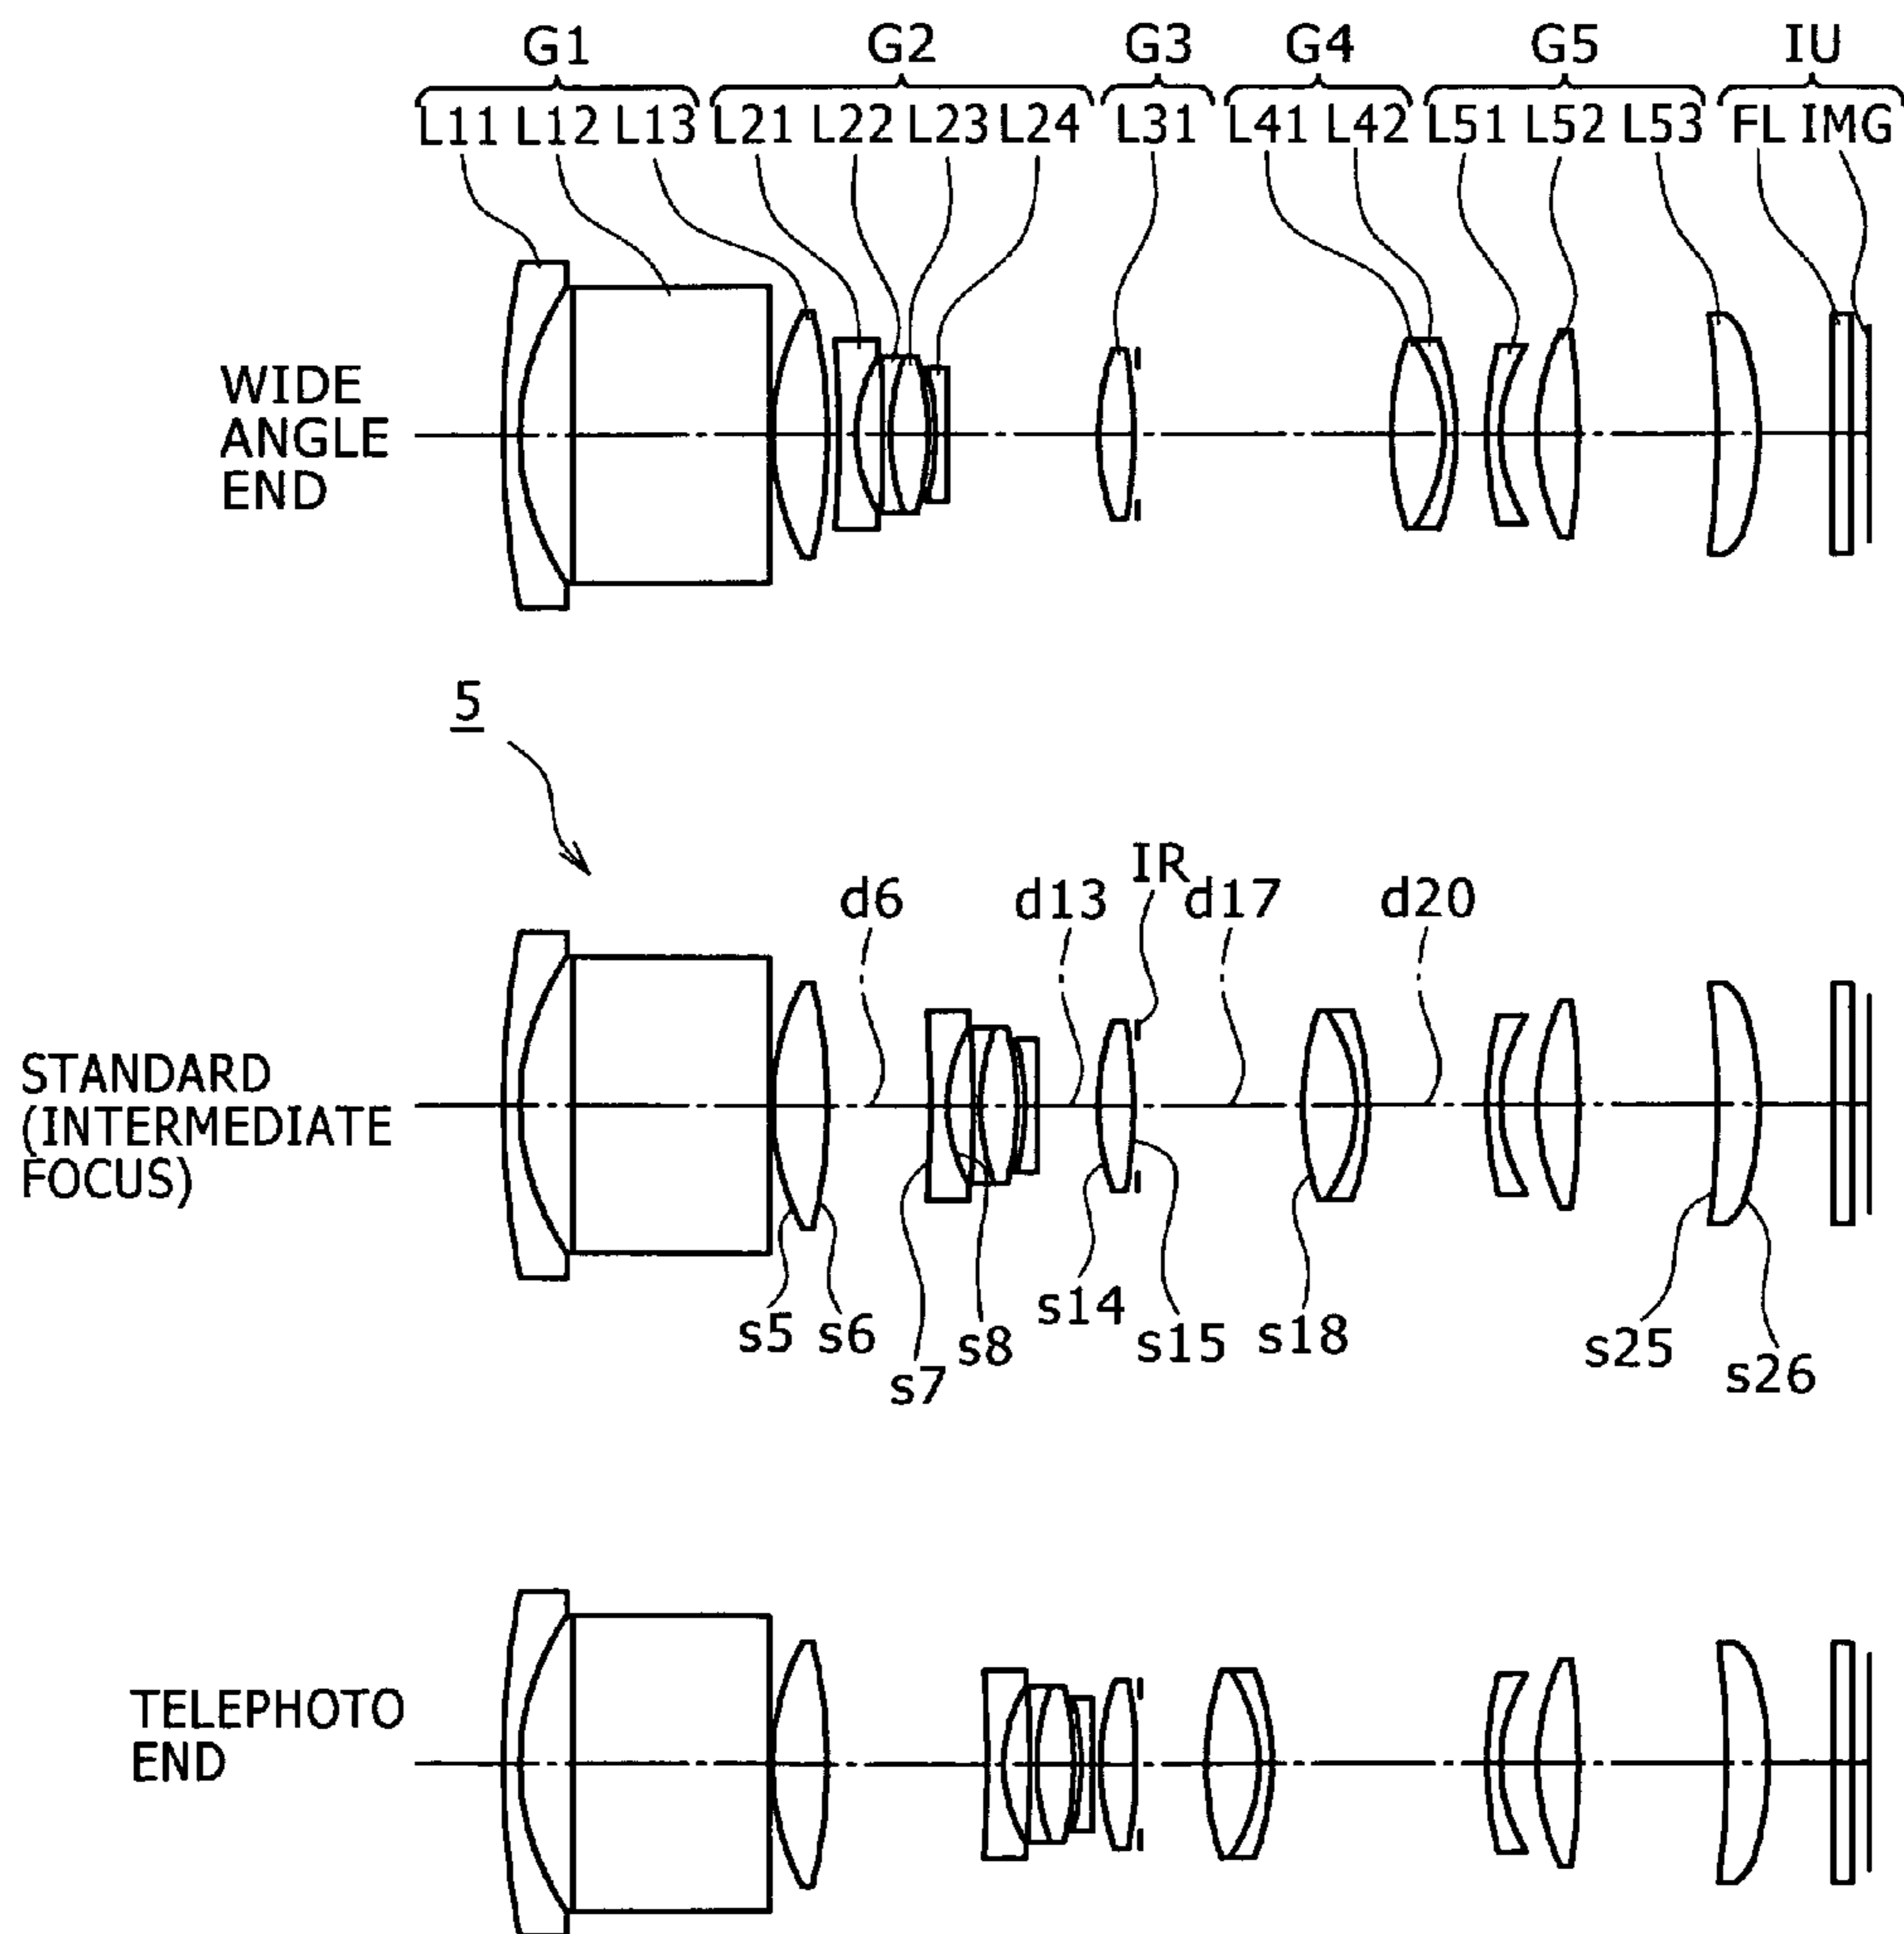 G1 G2 G3 G4 G5 IU
L11 L12 L13 L21 L22 L23 L24 L31 L41 L42 L51 L52 L53 FL IMG
WIDE
ANGLE
END
5
IR
d6 d13 d17 d20
STANDARD
(INTERMEDIATE
FOCUS)
s5 s6 s7 s8 s14 s15 s18 s25 s26
TELEPHOTO
END